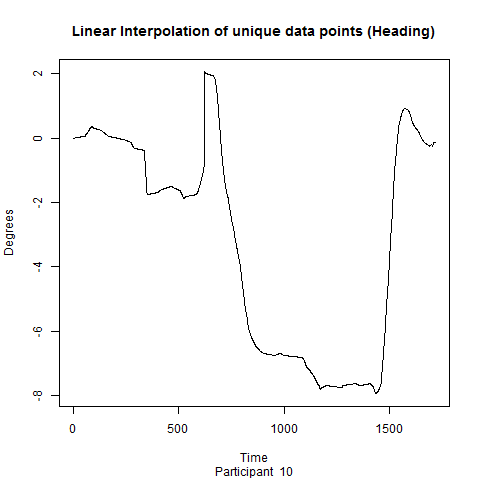 Linear Interpolation of unique data points (Heading)
2
0
-2
-4
-6
-8
Degrees
0 500 1000 1500
Time
Participant 10